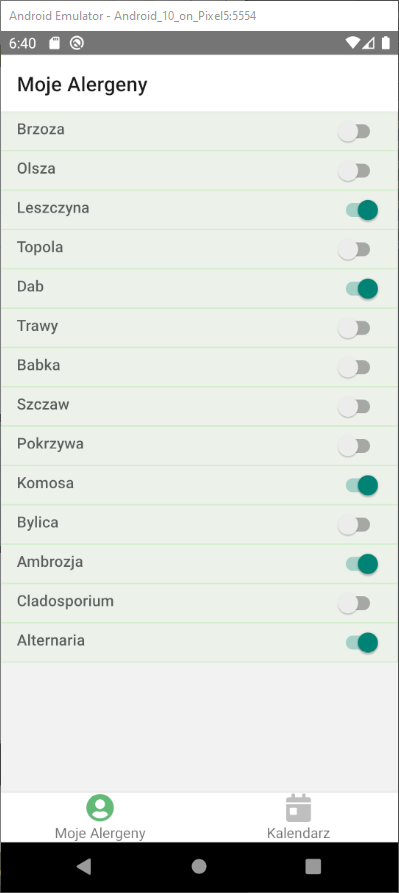 Android Emulator - Android_10_on_Pixel5:5554
6:40
Moje Alergeny
Brzoza
Olsza
Leszczyna
Topola
Dab
Trawy
Babka
Szczaw
Pokrzywa
Komosa
Bylica
Ambrozja
Cladosporium
Alternaria
Moje Alergeny Kalendarz